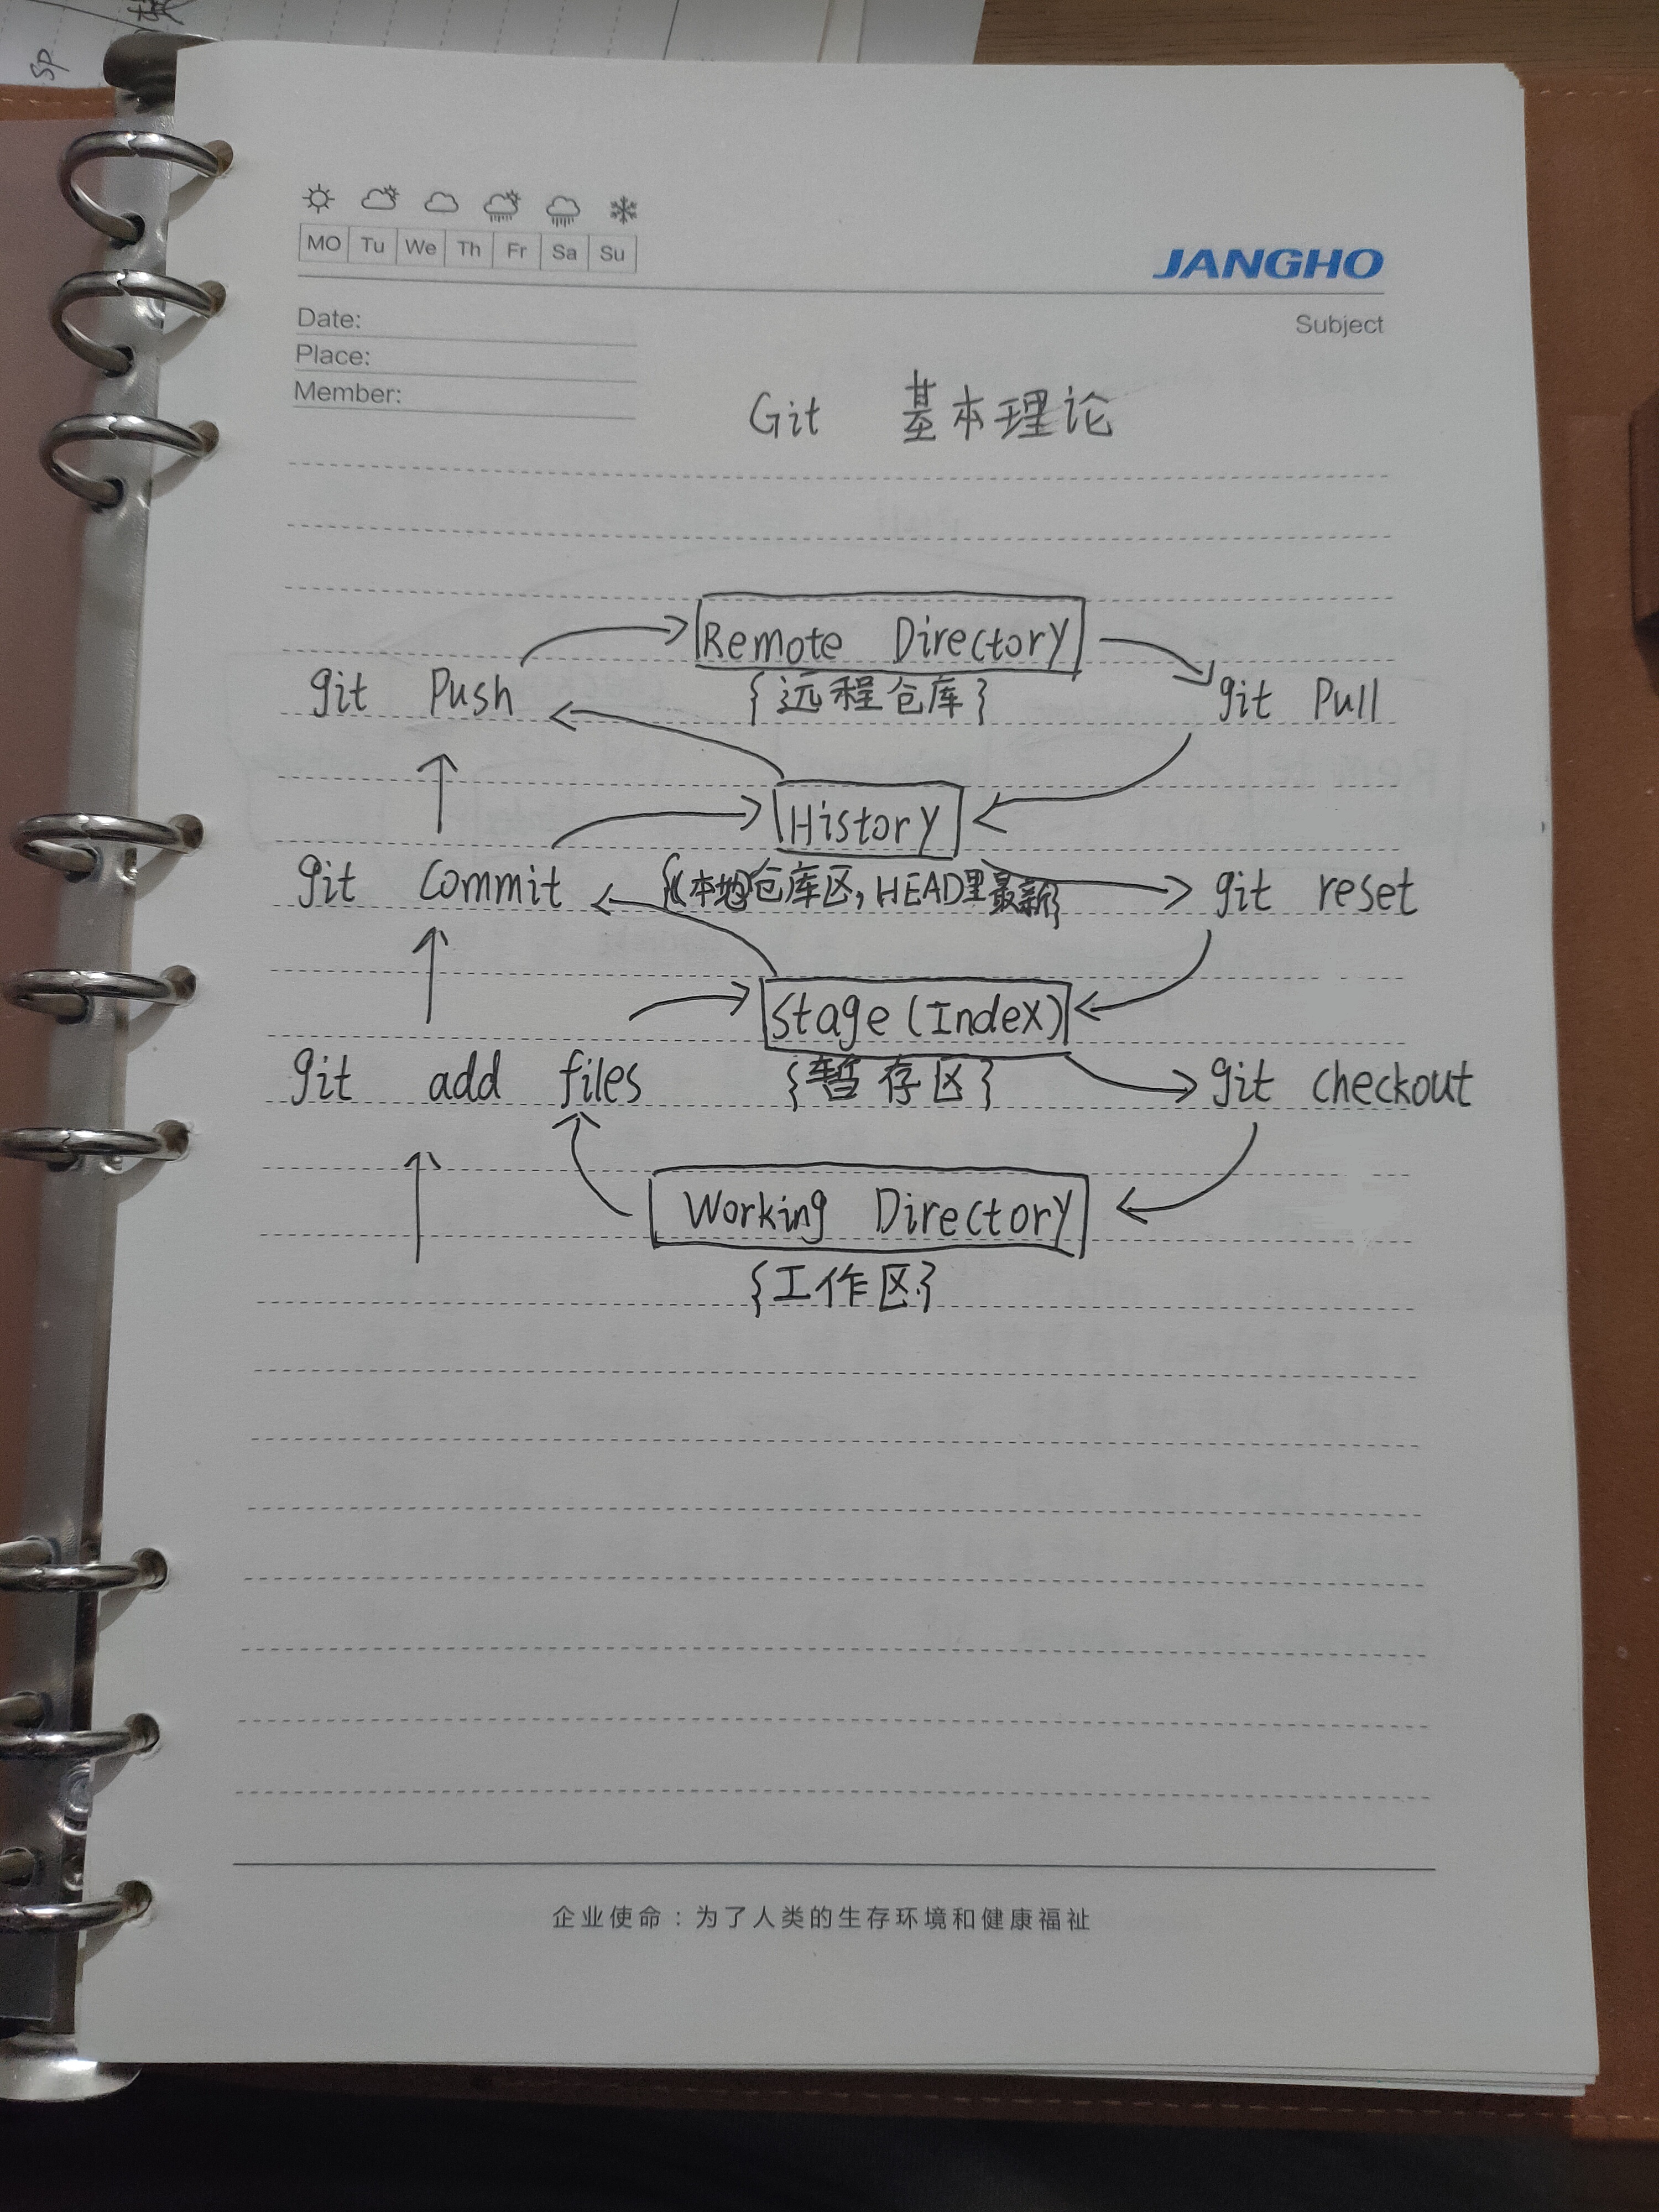 sp
MO Tu We Th Fr Sa Su
JANGHO
Date:
Subject
Place:
Member:
Git 基本理论
Remote Directory
git Push {远程仓库} git Pull
History
git commit {本地仓库区,HEAD里最新} git reset
Stage (Index)
git add files {暂存区} git checkout
Working Directory
{工作区}
企业使命：为了人类的生存环境和健康福祉